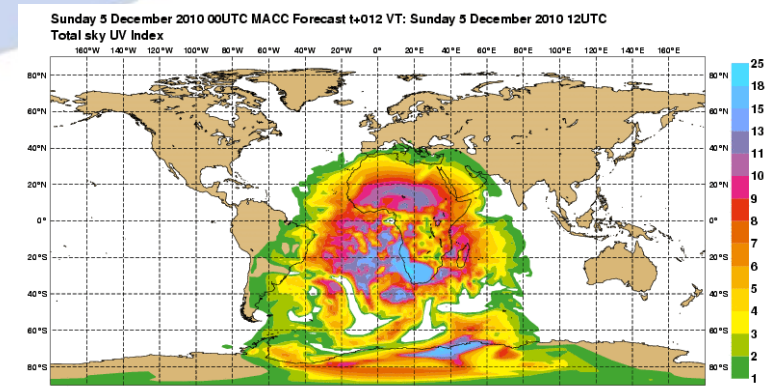 Sunday 5 December 2010 00UTC MACC Forecast t+012 VT: Sunday 5 December 2010 12UTC
Total sky UV Index
160°W 140°W 120°W 100°W 80°W 60°W 40°W 20°W 0° 20°E 40°E 60°E 80°E 100°E 120°E 140°E 160°E
80°N 80°N
60°N 60°N
40°N 40°N
20°N 20°N
0° 0°
20°S 20°S
40°S 40°S
60°S 60°S
80°S 80°S
25
18
15
13
11
10
9
8
7
6
5
4
3
2
1